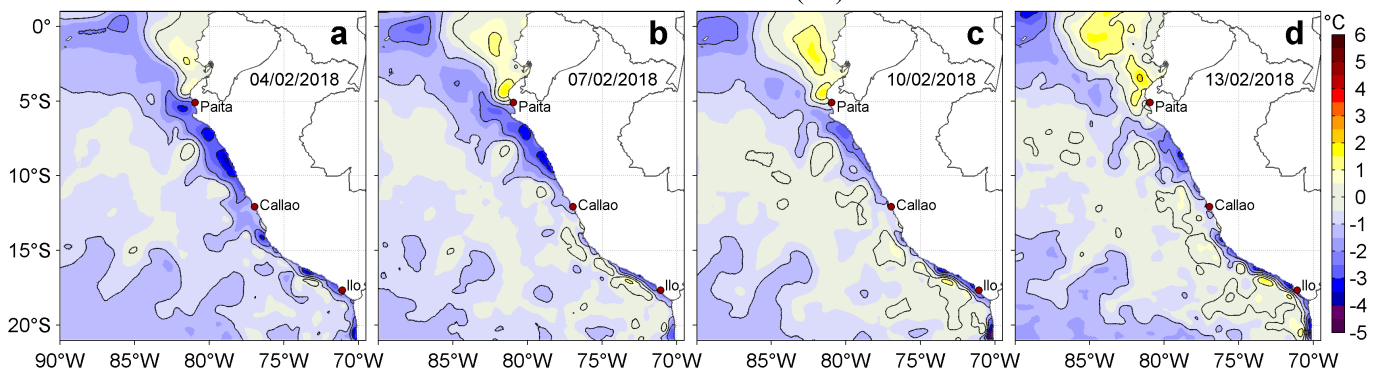 0°
5°S
10°S
15°S
20°S
a
04/02/2018
Paita
Callao
Ilo
90°W
85°W
80°W
75°W
70°W
b
07/02/2018
Paita
Callao
Ilo
85°W
80°W
75°W
70°W
c
10/02/2018
Paita
Callao
Ilo
85°W
80°W
75°W
70°W
d
13/02/2018
Paita
Callao
Ilo
85°W
80°W
75°W
70°W
°C
6
5
4
3
2
1
0
-1
-2
-3
-4
-5